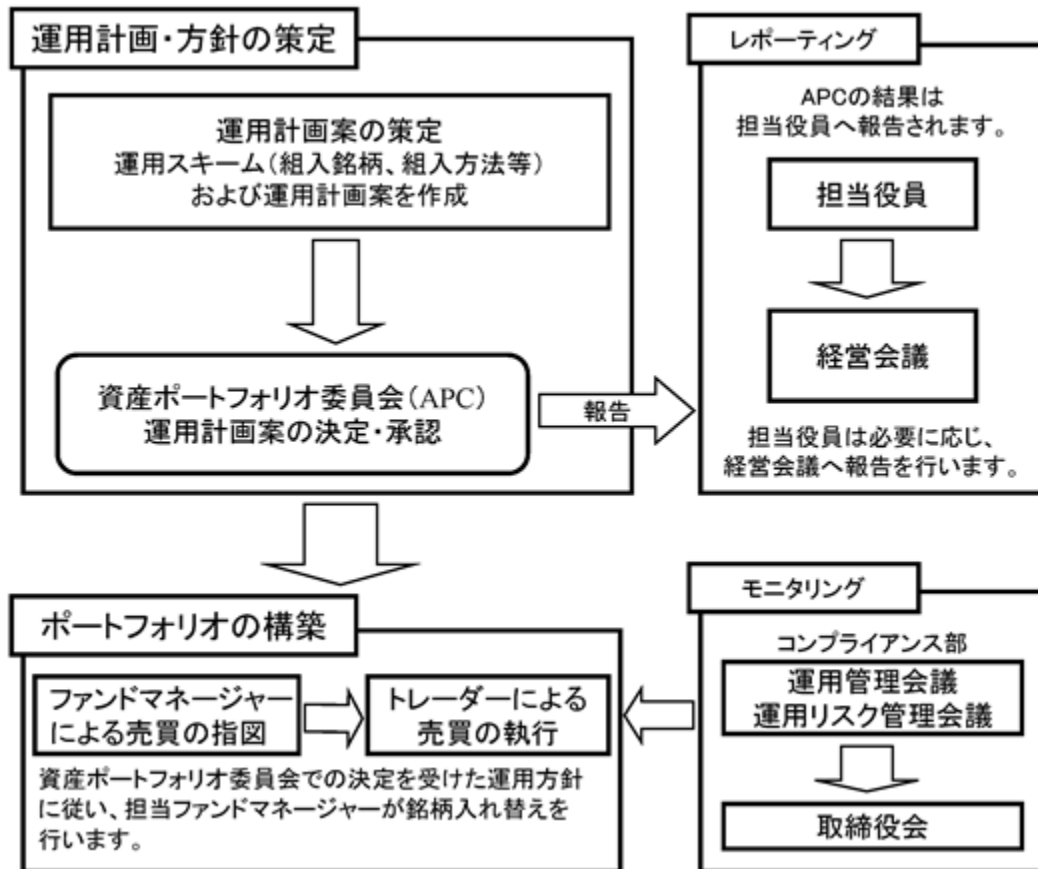 運用計画・方針の策定
運用計画案の策定
運用スキーム(組入銘柄、組入方法等)
および運用計画案を作成
資産ポートフォリオ委員会(APC)
運用計画案の決定・承認
報告
レポーティング
APCの結果は
担当役員へ報告されます。
担当役員
経営会議
担当役員は必要に応じ、
経営会議へ報告を行います。
ポートフォリオの構築
ファンドマネージャー
による売買の指図
トレーダーによる
売買の執行
資産ポートフォリオ委員会での決定を受けた運用方針
に従い、担当ファンドマネージャーが銘柄入れ替えを
行います。
モニタリング
コンプライアンス部
運用管理会議
運用リスク管理会議
取締役会